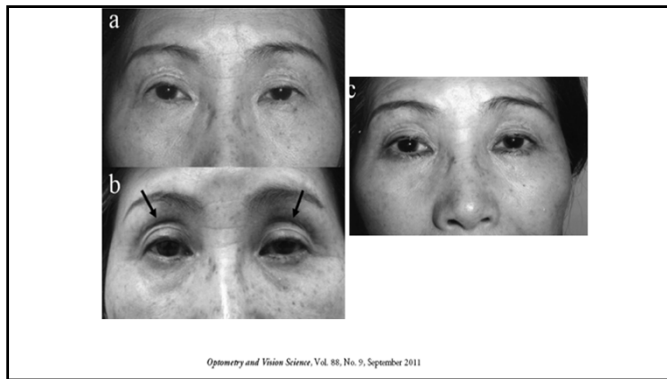 a
b
c
Optometry and Vision Science, Vol. 88, No. 9, September 2011